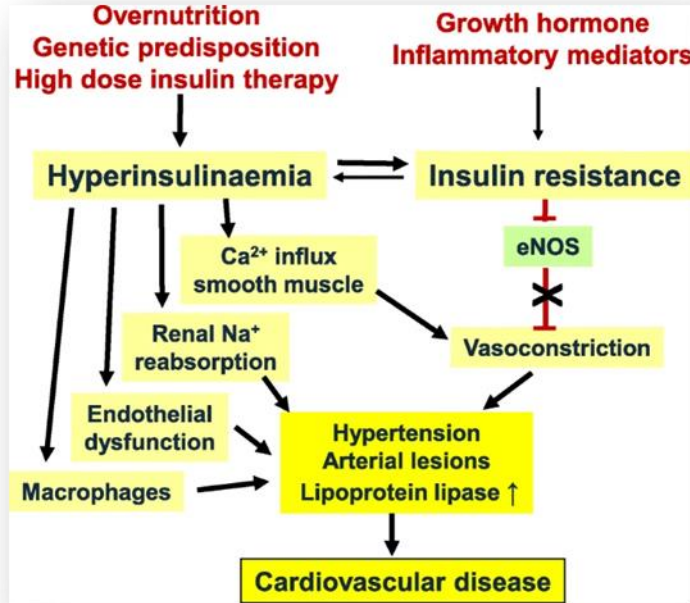 Overnutrition
Genetic predisposition
High dose insulin therapy
Growth hormone
Inflammatory mediators
Hyperinsulinaemia
Insulin resistance
eNOS
Ca²⁺ influx
smooth muscle
Renal Na⁺
reabsorption
Vasoconstriction
Endothelial
dysfunction
Macrophages
Hypertension
Arterial lesions
Lipoprotein lipase ↑
Cardiovascular disease